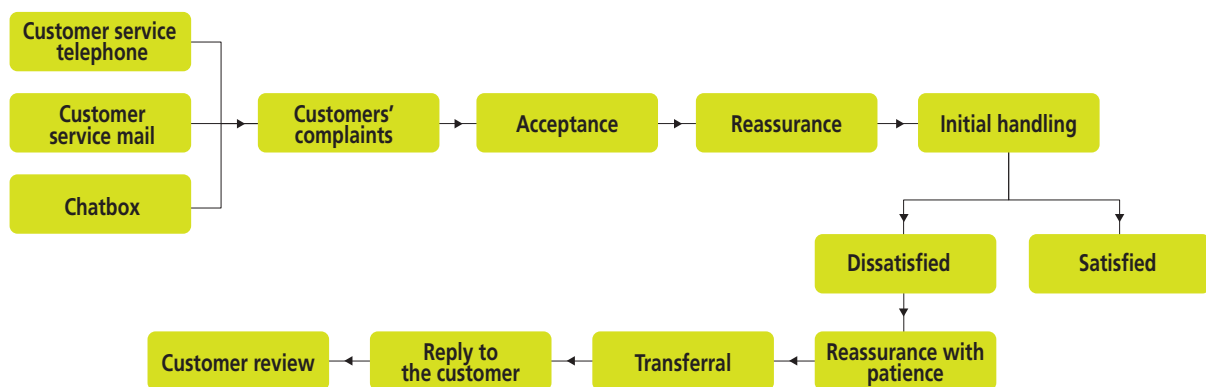 Customer service
telephone
Customer
service mail
Chatbox
Customers’
complaints
Acceptance
Reassurance
Initial handling
Dissatisfied
Satisfied
Reassurance with
patience
Transferral
Reply to
the customer
Customer review